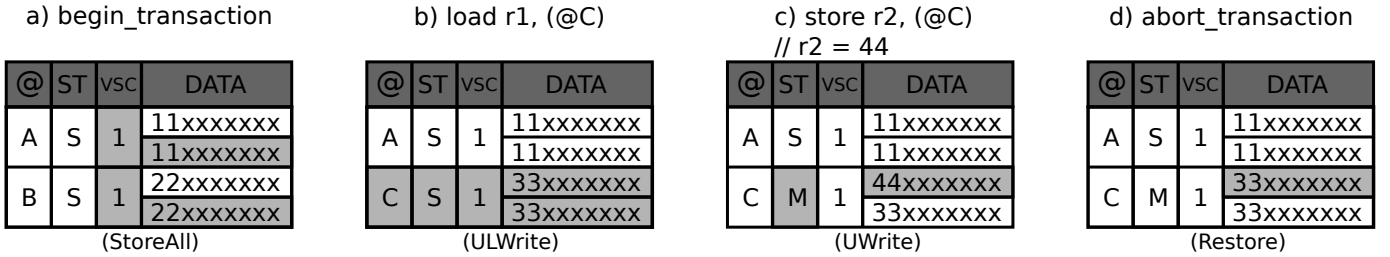 a) begin_transaction
@ ST VSC DATA
A S 1 11xxxxxxx
11xxxxxxx
B S 1 22xxxxxxx
22xxxxxxx
(StoreAll)
b) load r1, (@C)
@ ST VSC DATA
A S 1 11xxxxxxx
11xxxxxxx
C S 1 33xxxxxxx
33xxxxxxx
(ULWrite)
c) store r2, (@C)
// r2 = 44
@ ST VSC DATA
A S 1 11xxxxxxx
11xxxxxxx
C M 1 44xxxxxxx
33xxxxxxx
(UWrite)
d) abort_transaction
@ ST VSC DATA
A S 1 11xxxxxxx
11xxxxxxx
C M 1 33xxxxxxx
33xxxxxxx
(Restore)